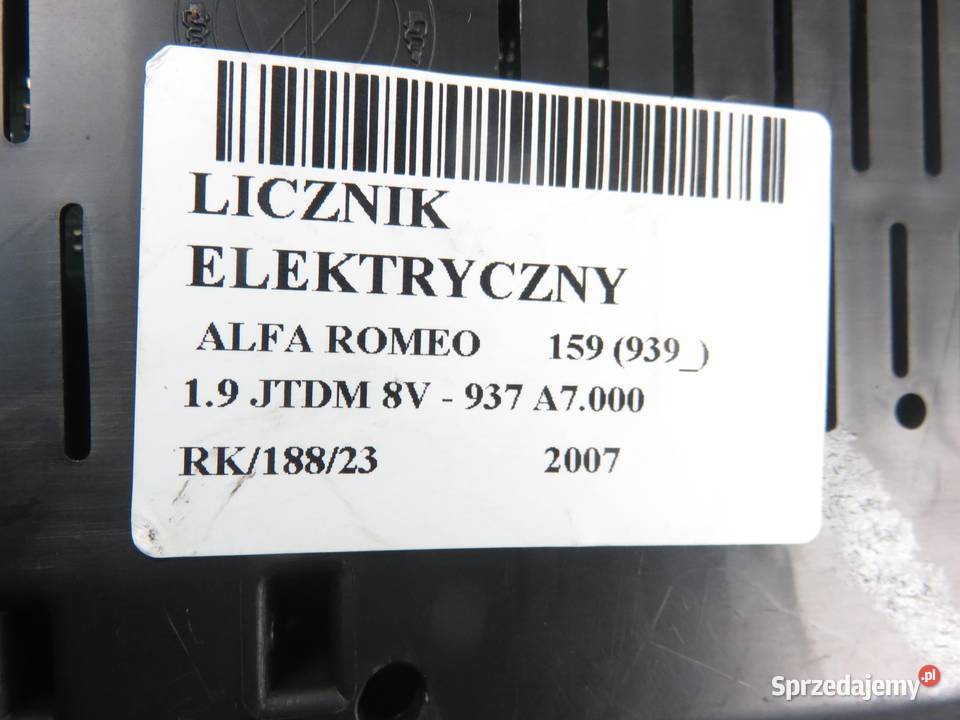 LICZNIK
ELEKTRYCZNY
ALFA ROMEO 159 (939_)
1.9 JTDM 8V - 937 A7.000
RK/188/23 2007
Sprzedajemy.pl